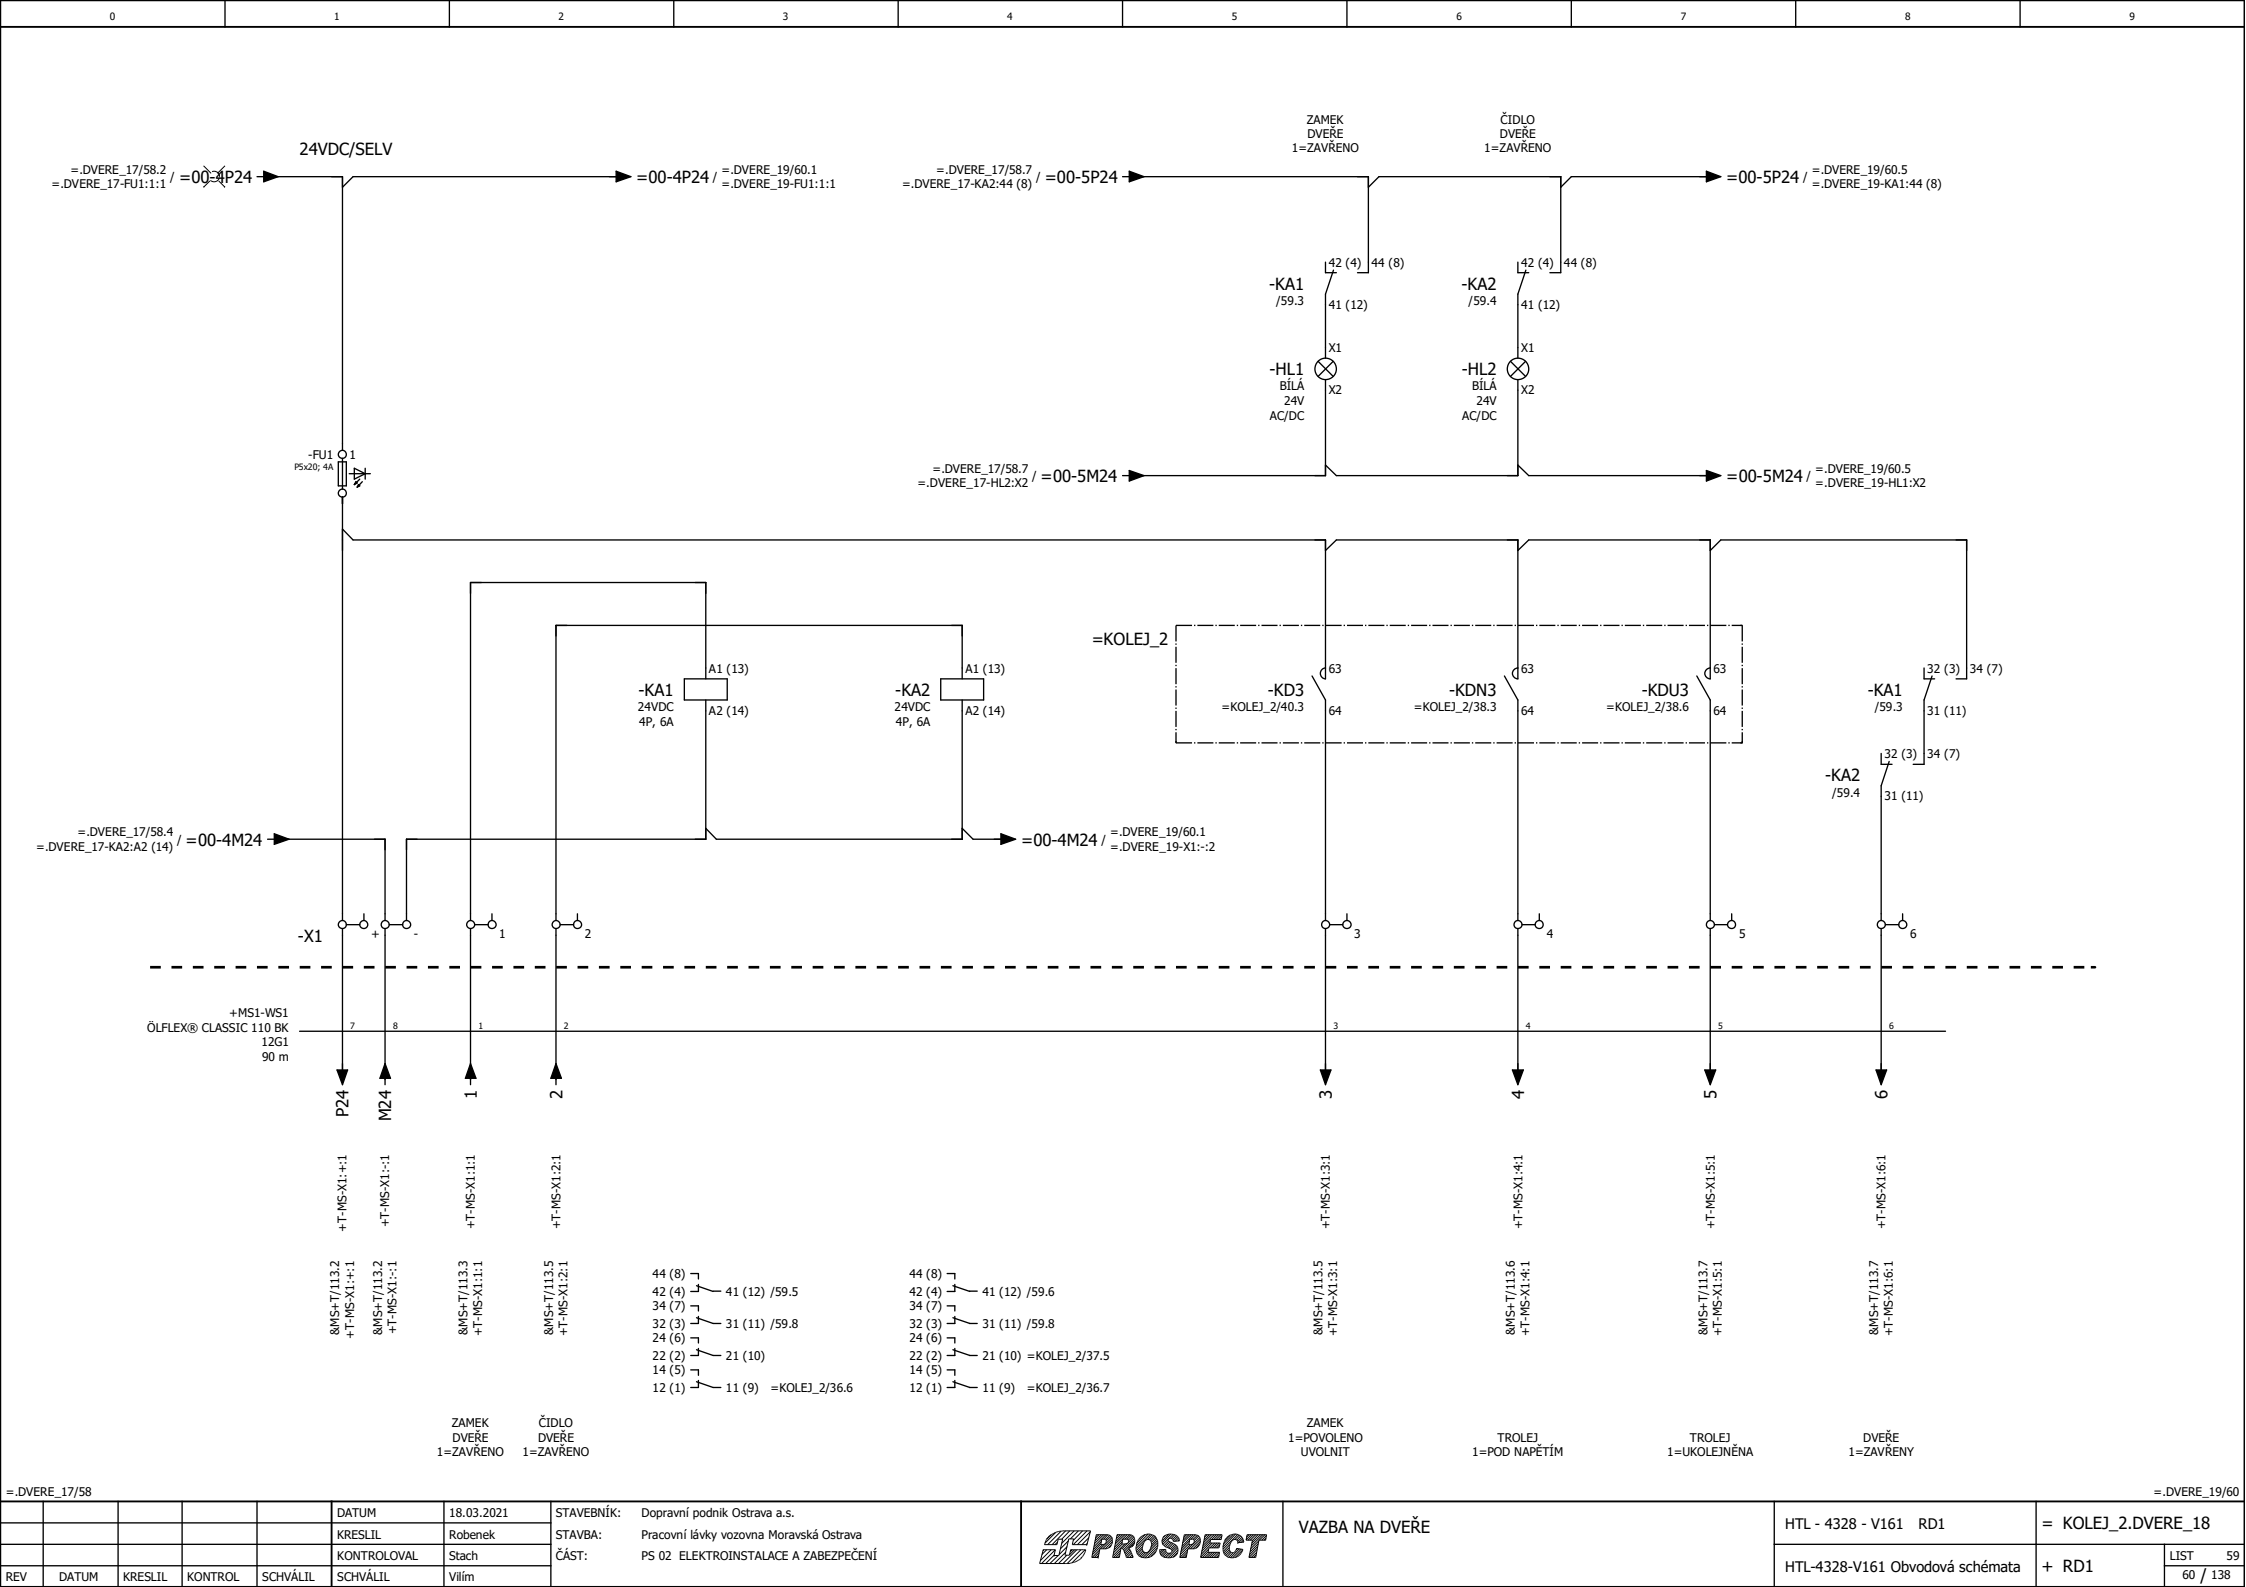 0 1 2 3 4 5 6 7 8 9
ZAMEK
DVEŘE
1=ZAVŘENO
ČIDLO
DVEŘE
1=ZAVŘENO
24VDC/SELV
=.DVERE_17/58.2
=.DVERE_17-FU1:1:1
/ =00-4P24
=00-4P24 /
=.DVERE_19/60.1
=.DVERE_19-FU1:1:1
=.DVERE_17/58.7
=.DVERE_17-KA2:44 (8)
/ =00-5P24
=00-5P24 /
=.DVERE_19/60.5
=.DVERE_19-KA1:44 (8)
42 (4) 44 (8)
-KA1
/59.3
41 (12)
42 (4) 44 (8)
-KA2
/59.4
41 (12)
X1
-HL1
BÍLÁ
24V
AC/DC
X2
X1
-HL2
BÍLÁ
24V
AC/DC
X2
-FU1 1
P5x20; 4A
=.DVERE_17/58.7
=.DVERE_17-HL2:X2
/ =00-5M24
=00-5M24 /
=.DVERE_19/60.5
=.DVERE_19-HL1:X2
=KOLEJ_2
A1 (13)
-KA1
24VDC
4P, 6A
A2 (14)
A1 (13)
-KA2
24VDC
4P, 6A
A2 (14)
63
-KD3
=KOLEJ_2/40.3
64
63
-KDN3
=KOLEJ_2/38.3
64
63
-KDU3
=KOLEJ_2/38.6
64
32 (3) 34 (7)
-KA1
/59.3
31 (11)
32 (3) 34 (7)
-KA2
/59.4
31 (11)
=.DVERE_17/58.4
=.DVERE_17-KA2:A2 (14)
/ =00-4M24
=00-4M24 /
=.DVERE_19/60.1
=.DVERE_19-X1:-:2
-X1 + - 1 2 3 4 5 6
+MS1-WS1
ÖLFLEX® CLASSIC 110 BK
12G1
90 m
7 8 1 2 3 4 5 6
P24 M24 1 2 3 4 5 6
+T-MS-X1:+:1
+T-MS-X1:-:1
+T-MS-X1:1:1
+T-MS-X1:2:1
+T-MS-X1:3:1
+T-MS-X1:4:1
+T-MS-X1:5:1
+T-MS-X1:6:1
&MS+T/113.2
+T-MS-X1:+:1
&MS+T/113.2
+T-MS-X1:-:1
&MS+T/113.3
+T-MS-X1:1:1
&MS+T/113.5
+T-MS-X1:2:1
&MS+T/113.5
+T-MS-X1:3:1
&MS+T/113.6
+T-MS-X1:4:1
&MS+T/113.7
+T-MS-X1:5:1
&MS+T/113.7
+T-MS-X1:6:1
44 (8)
42 (4) 41 (12) /59.5
34 (7)
32 (3) 31 (11) /59.8
24 (6)
22 (2) 21 (10)
14 (5)
12 (1) 11 (9) =KOLEJ_2/36.6
44 (8)
42 (4) 41 (12) /59.6
34 (7)
32 (3) 31 (11) /59.8
24 (6)
22 (2) 21 (10) =KOLEJ_2/37.5
14 (5)
12 (1) 11 (9) =KOLEJ_2/36.7
ZAMEK
DVEŘE
1=ZAVŘENO
ČIDLO
DVEŘE
1=ZAVŘENO
ZAMEK
1=POVOLENO
UVOLNIT
TROLEJ
1=POD NAPĚTÍM
TROLEJ
1=UKOLEJNĚNA
DVEŘE
1=ZAVŘENY
=.DVERE_17/58
=.DVERE_19/60
REV DATUM KRESLIL KONTROL SCHVÁLIL
DATUM 18.03.2021
KRESLIL Robenek
KONTROLOVAL Stach
SCHVÁLIL Vilím
STAVEBNÍK: Dopravní podnik Ostrava a.s.
STAVBA: Pracovní lávky vozovna Moravská Ostrava
ČÁST: PS 02 ELEKTROINSTALACE A ZABEZPEČENÍ
PROSPECT
VAZBA NA DVEŘE
HTL - 4328 - V161 RD1
HTL-4328-V161 Obvodová schémata
= KOLEJ_2.DVERE_18
+ RD1
LIST 59
60 / 138